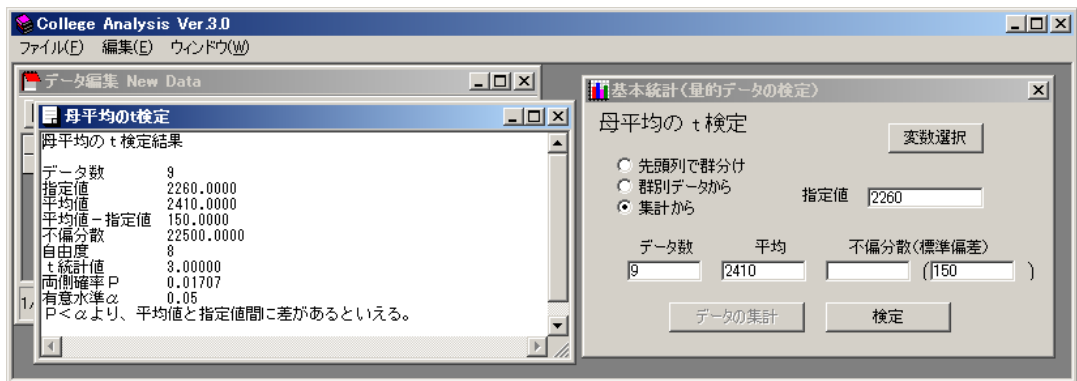 College Analysis Ver.3.0
ファイル(F) 編集(E) ウィンドウ(W)
データ編集 New Data
母平均のt検定
母平均のt検定結果
データ数 9
指定値 2260.0000
平均値 2410.0000
平均値-指定値 150.0000
不偏分散 22500.0000
自由度 8
t統計値 3.00000
両側確率P 0.01707
有意水準α 0.05
P<αより、平均値と指定値間に差があるといえる。
1/
基本統計(量的データの検定)
母平均の t 検定
変数選択
先頭列で群分け
群別データから
集計から
指定値 2260
データ数 平均 不偏分散(標準偏差)
9 2410 (150 )
データの集計 検定